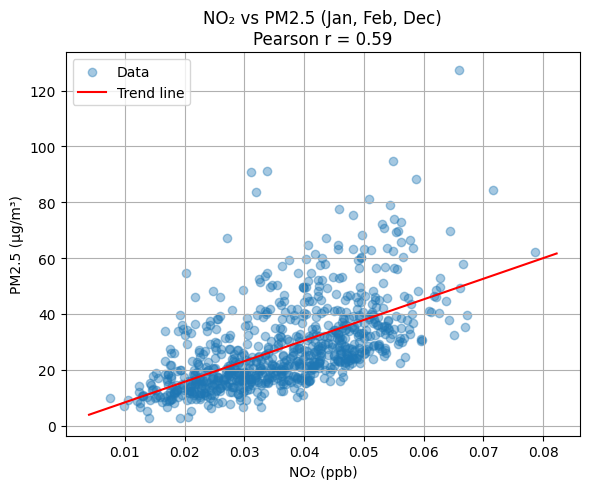 NO₂ vs PM2.5 (Jan, Feb, Dec)
Pearson r = 0.59
Data
Trend line
PM2.5 (µg/m³)
120
100
80
60
40
20
0
0.01 0.02 0.03 0.04 0.05 0.06 0.07 0.08
NO₂ (ppb)